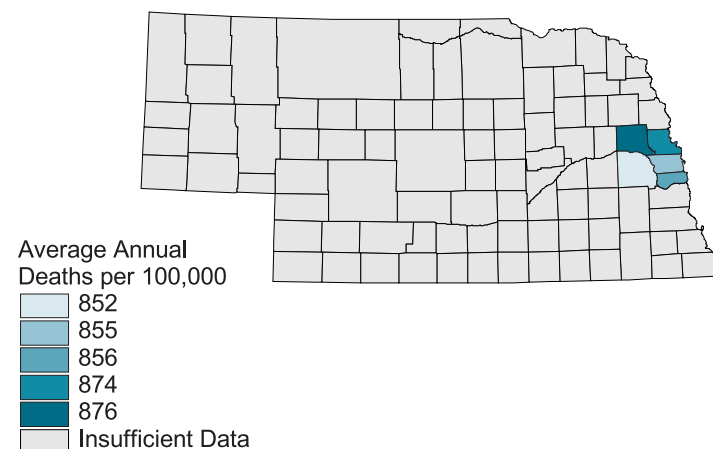 Average Annual
Deaths per 100,000
852
855
856
874
876
Insufficient Data